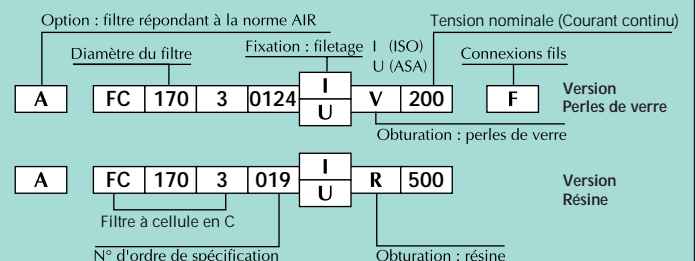 Option : filtre répondant à la norme AIR
Tension nominale (Courant continu)
Diamètre du filtre
Fixation : filetage I (ISO)
U (ASA)
Connexions fils
A FC 170 3 0124 I U V 200 F
Version
Perles de verre
Obturation : perles de verre
A FC 170 3 019 I U R 500
Version
Résine
Filtre à cellule en C
N° d'ordre de spécification
Obturation : résine